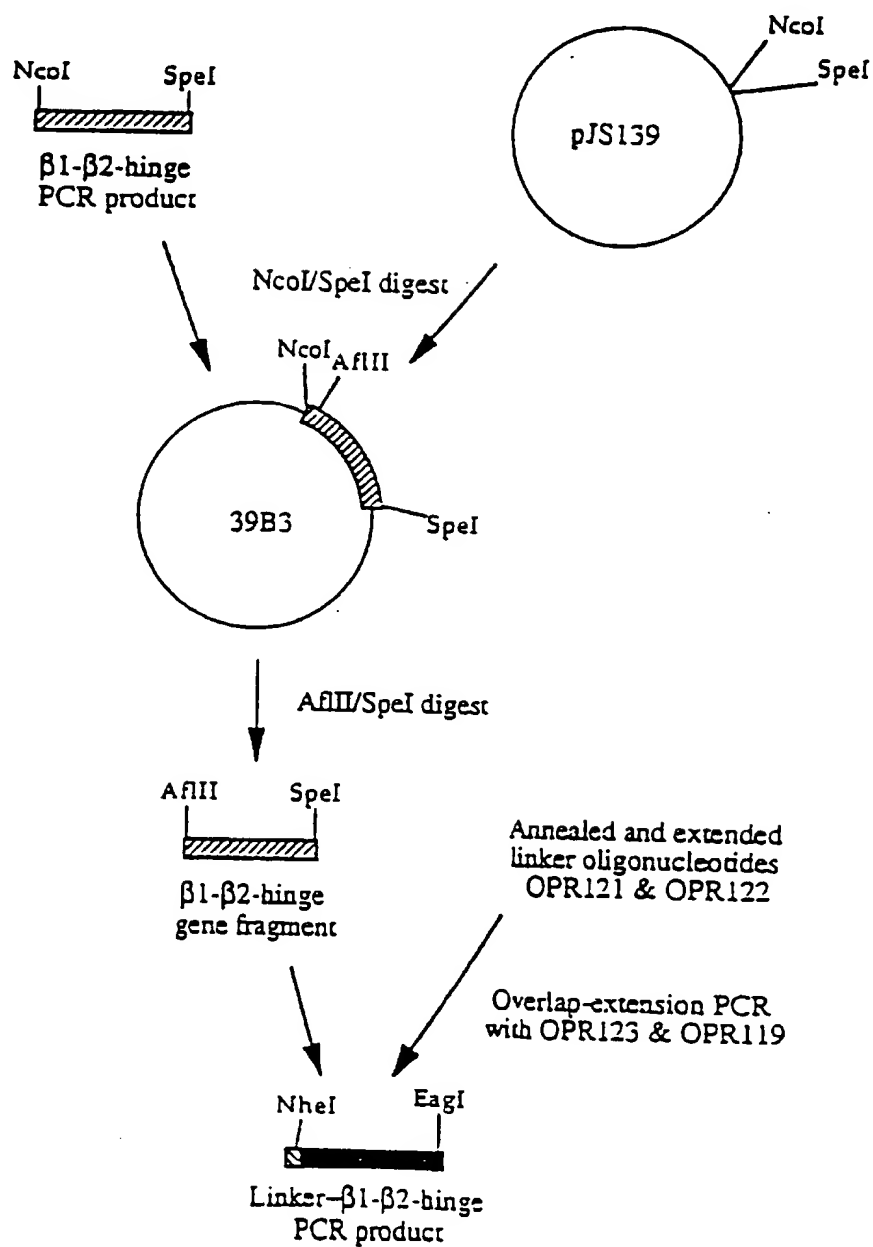 NcoI
SpeI
β1-β2-hinge
PCR product
NcoI
SpeI
pJS139
NcoI/SpeI digest
NcoI
AflII
39B3
SpeI
AflII/SpeI digest
AflII
SpeI
β1-β2-hinge
gene fragment
Annealed and extended
linker oligonucleotides
OPR121 & OPR122
Overlap-extension PCR
with OPR123 & OPR119
NheI
EagI
Linker-β1-β2-hinge
PCR product